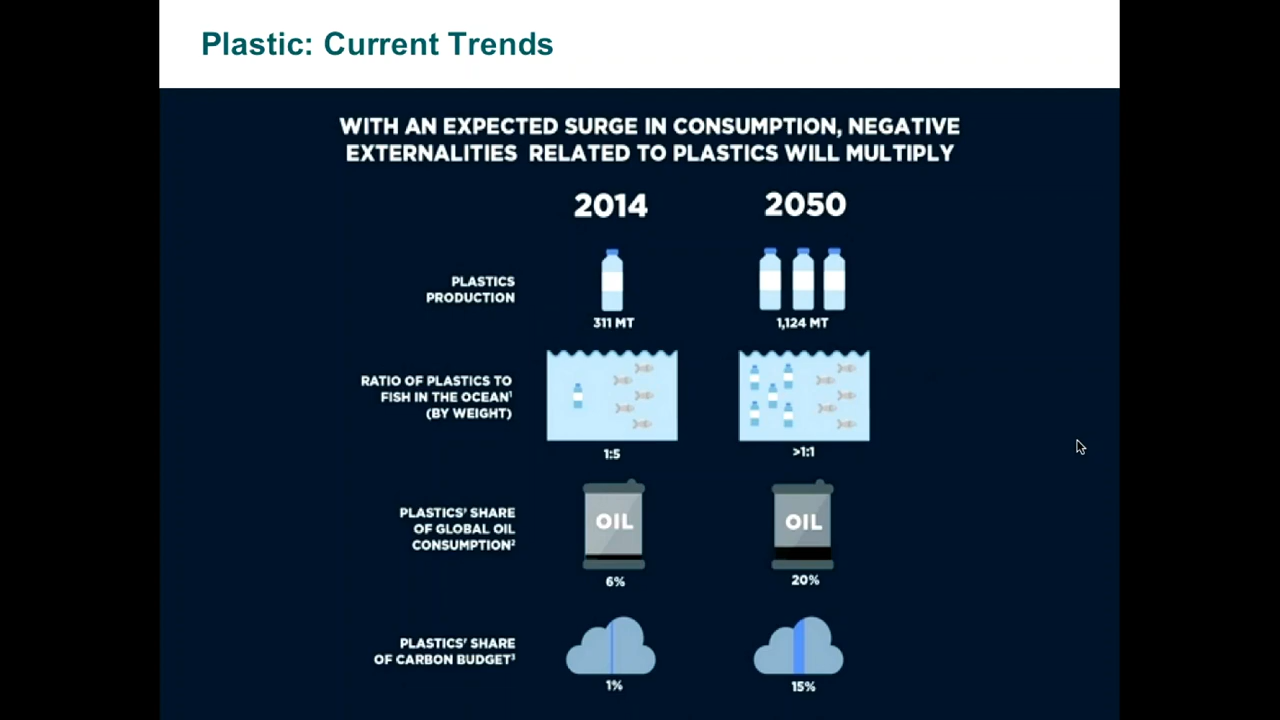 Plastic: Current Trends
WITH AN EXPECTED SURGE IN CONSUMPTION, NEGATIVE
EXTERNALITIES RELATED TO PLASTICS WILL MULTIPLY
2014 2050
PLASTICS
PRODUCTION
311 MT 1,124 MT
RATIO OF PLASTICS TO
FISH IN THE OCEAN¹
(BY WEIGHT)
1:5 >1:1
PLASTICS' SHARE
OF GLOBAL OIL
CONSUMPTION²
OIL OIL
6% 20%
PLASTICS' SHARE
OF CARBON BUDGET³
1% 15%